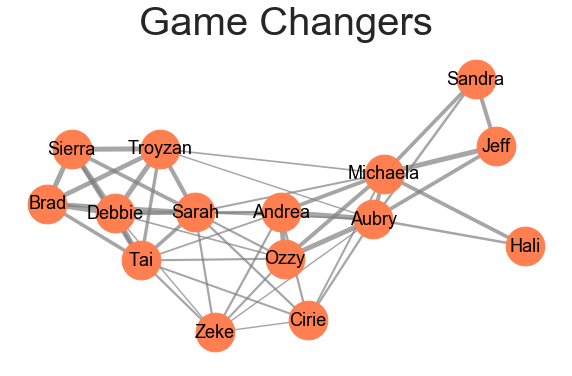 Game Changers
Sandra
Jeff
Sierra
Troyzan
Michaela
Brad
Debbie
Sarah
Andrea
Aubry
Hali
Tai
Ozzy
Zeke
Cirie